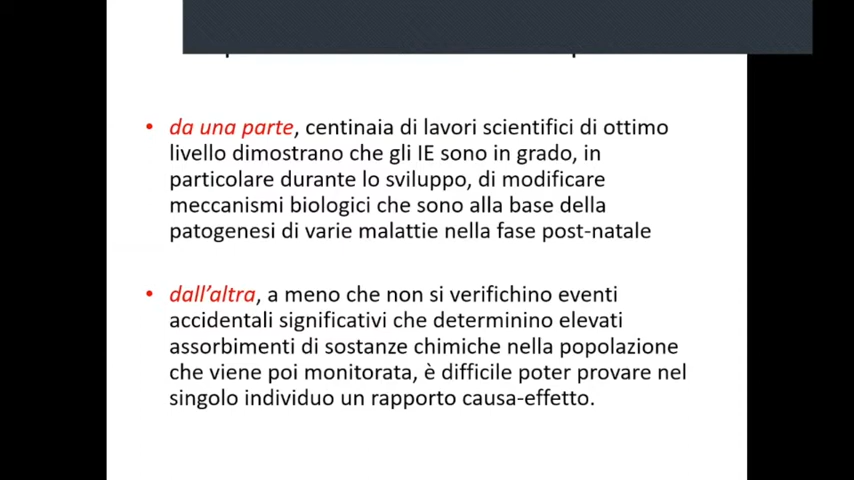 • da una parte, centinaia di lavori scientifici di ottimo
livello dimostrano che gli IE sono in grado, in
particolare durante lo sviluppo, di modificare
meccanismi biologici che sono alla base della
patogenesi di varie malattie nella fase post-natale
• dall’altra, a meno che non si verifichino eventi
accidentali significativi che determinino elevati
assorbimenti di sostanze chimiche nella popolazione
che viene poi monitorata, è difficile poter provare nel
singolo individuo un rapporto causa-effetto.